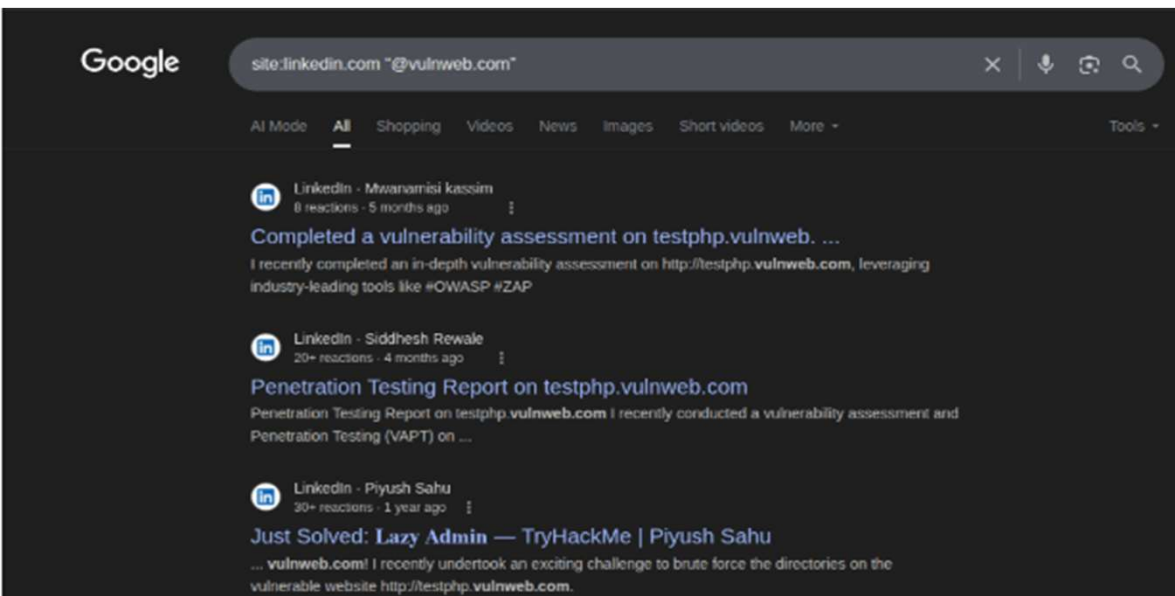 Google
site:linkedin.com "@vulnweb.com"
AI Mode All Shopping Videos News Images Short videos More Tools
LinkedIn · Mwanamisi kassim
8 reactions · 5 months ago
Completed a vulnerability assessment on testphp.vulnweb. ...
I recently completed an in-depth vulnerability assessment on http://testphp.vulnweb.com, leveraging
industry-leading tools like #OWASP #ZAP
LinkedIn · Siddhesh Rewale
20+ reactions · 4 months ago
Penetration Testing Report on testphp.vulnweb.com
Penetration Testing Report on testphp.vulnweb.com I recently conducted a vulnerability assessment and
Penetration Testing (VAPT) on ...
LinkedIn · Piyush Sahu
30+ reactions · 1 year ago
Just Solved: Lazy Admin — TryHackMe | Piyush Sahu
... vulnweb.com! I recently undertook an exciting challenge to brute force the directories on the
vulnerable website http://testphp.vulnweb.com.